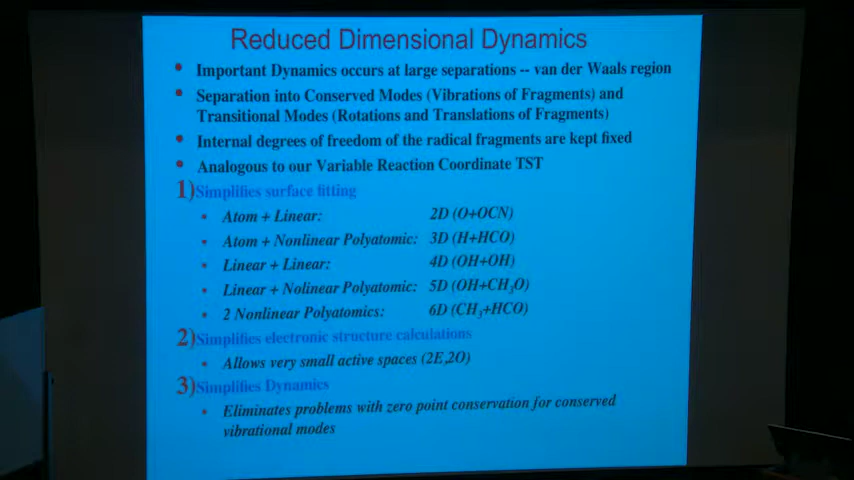 Reduced Dimensional Dynamics
• Important Dynamics occurs at large separations -- van der Waals region
• Separation into Conserved Modes (Vibrations of Fragments) and
Transitional Modes (Rotations and Translations of Fragments)
• Internal degrees of freedom of the radical fragments are kept fixed
• Analogous to our Variable Reaction Coordinate TST
1) Simplifies surface fitting
• Atom + Linear: 2D (O+OCN)
• Atom + Nonlinear Polyatomic: 3D (H+HCO)
• Linear + Linear: 4D (OH+OH)
• Linear + Nolinear Polyatomic: 5D (OH+CH₃O)
• 2 Nonlinear Polyatomics: 6D (CH₃+HCO)
2) Simplifies electronic structure calculations
• Allows very small active spaces (2E,2O)
3) Simplifies Dynamics
• Eliminates problems with zero point conservation for conserved
vibrational modes